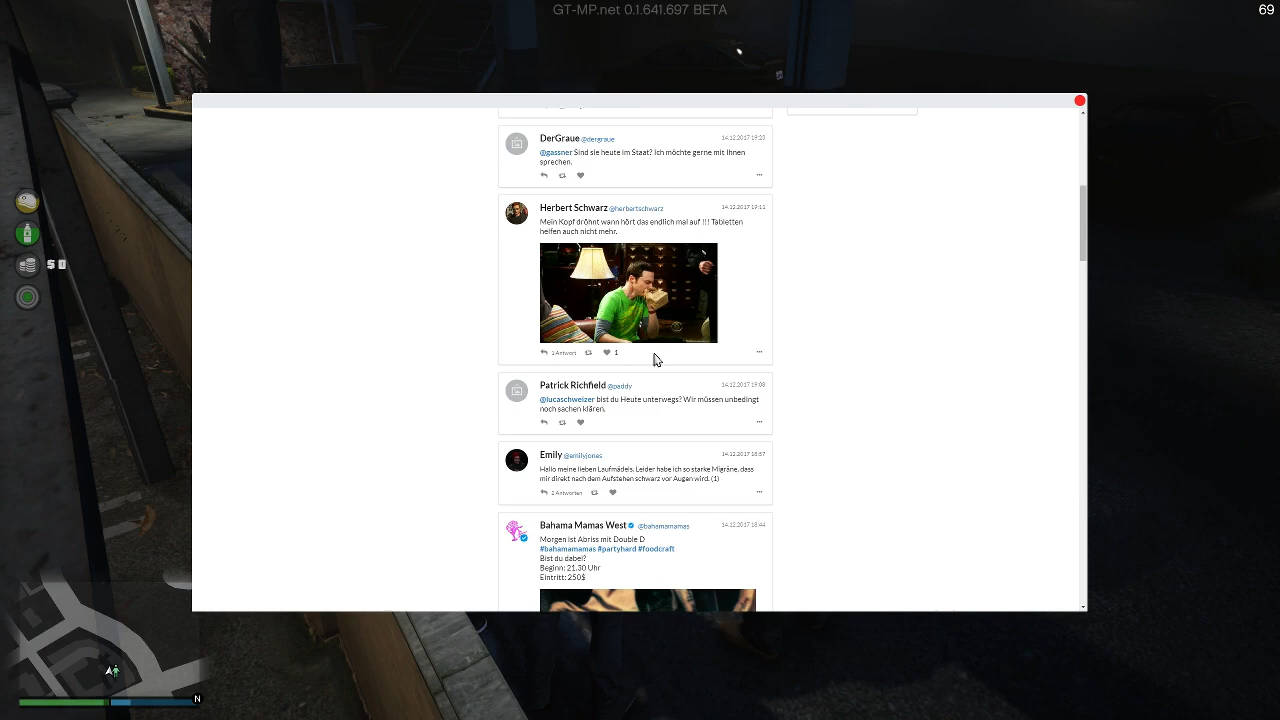 GT-MP.net 0.1.641.697 BETA
69
DerGraue @dergraue 14.12.2017 19:23
@gassner Sind sie heute im Staat? Ich möchte gerne mit Ihnen
sprechen.
Herbert Schwarz @herbertschwarz 14.12.2017 19:11
Mein Kopf dröhnt wann hört das endlich mal auf !!! Tabletten
helfen auch nicht mehr.
1 Antwort 1
Patrick Richfield @paddy 14.12.2017 19:08
@lucaschweizer bist du Heute unterwegs? Wir müssen unbedingt
noch sachen klären.
Emily @emilyjones 14.12.2017 18:57
Hallo meine lieben Laufmädels. Leider habe ich so starke Migräne, dass
mir direkt nach dem Aufstehen schwarz vor Augen wird. (1)
2 Antworten
Bahama Mamas West @bahamamamas 14.12.2017 18:44
Morgen ist Abriss mit Double D
#bahamamamas #partyhard #foodcraft
Bist du dabei?
Beginn: 21.30 Uhr
Eintritt: 250$
$0
N